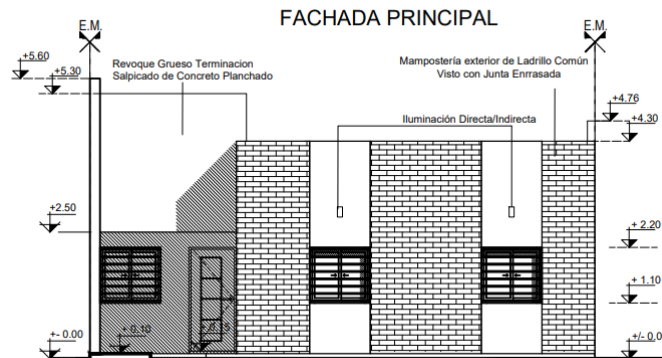 FACHADA PRINCIPAL
E.M.
E.M.
+5.60
+5.30
Revoque Grueso Terminacion
Salpicado de Concreto Planchado
Mampostería exterior de Ladrillo Común
Visto con Junta Enrrasada
Iluminación Directa/Indirecta
+4.76
+4.30
+2.50
+ 2.20
+ 1.10
+- 0.00
+ 0.10
+ 0.15
+/- 0.0